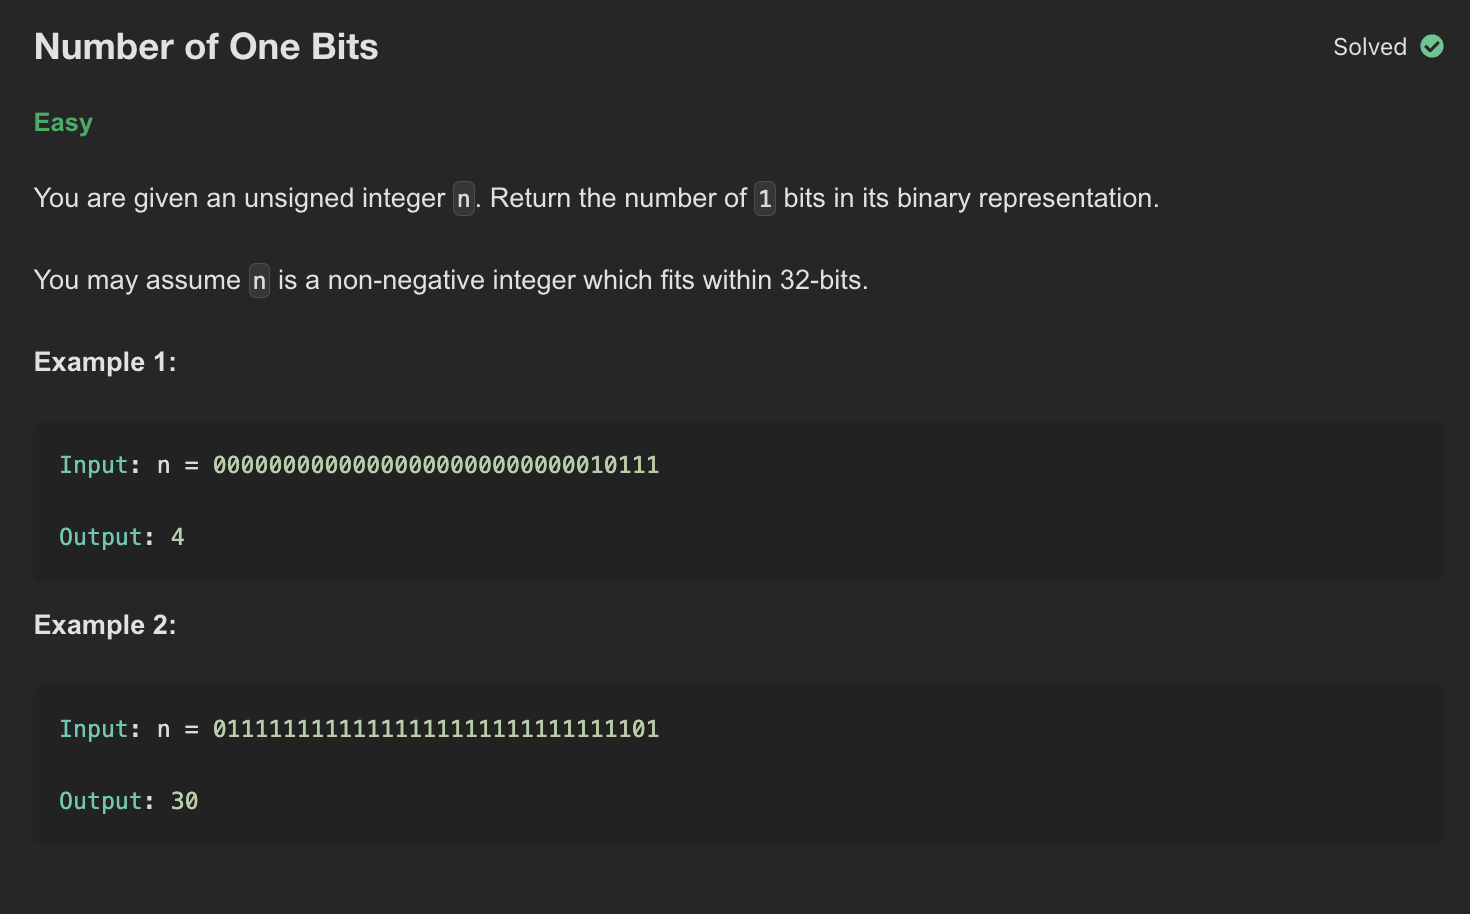 Number of One Bits
Solved
Easy
You are given an unsigned integer n. Return the number of 1 bits in its binary representation.
You may assume n is a non-negative integer which fits within 32-bits.
Example 1:
Input: n = 00000000000000000000000000010111
Output: 4
Example 2:
Input: n = 01111111111111111111111111111101
Output: 30